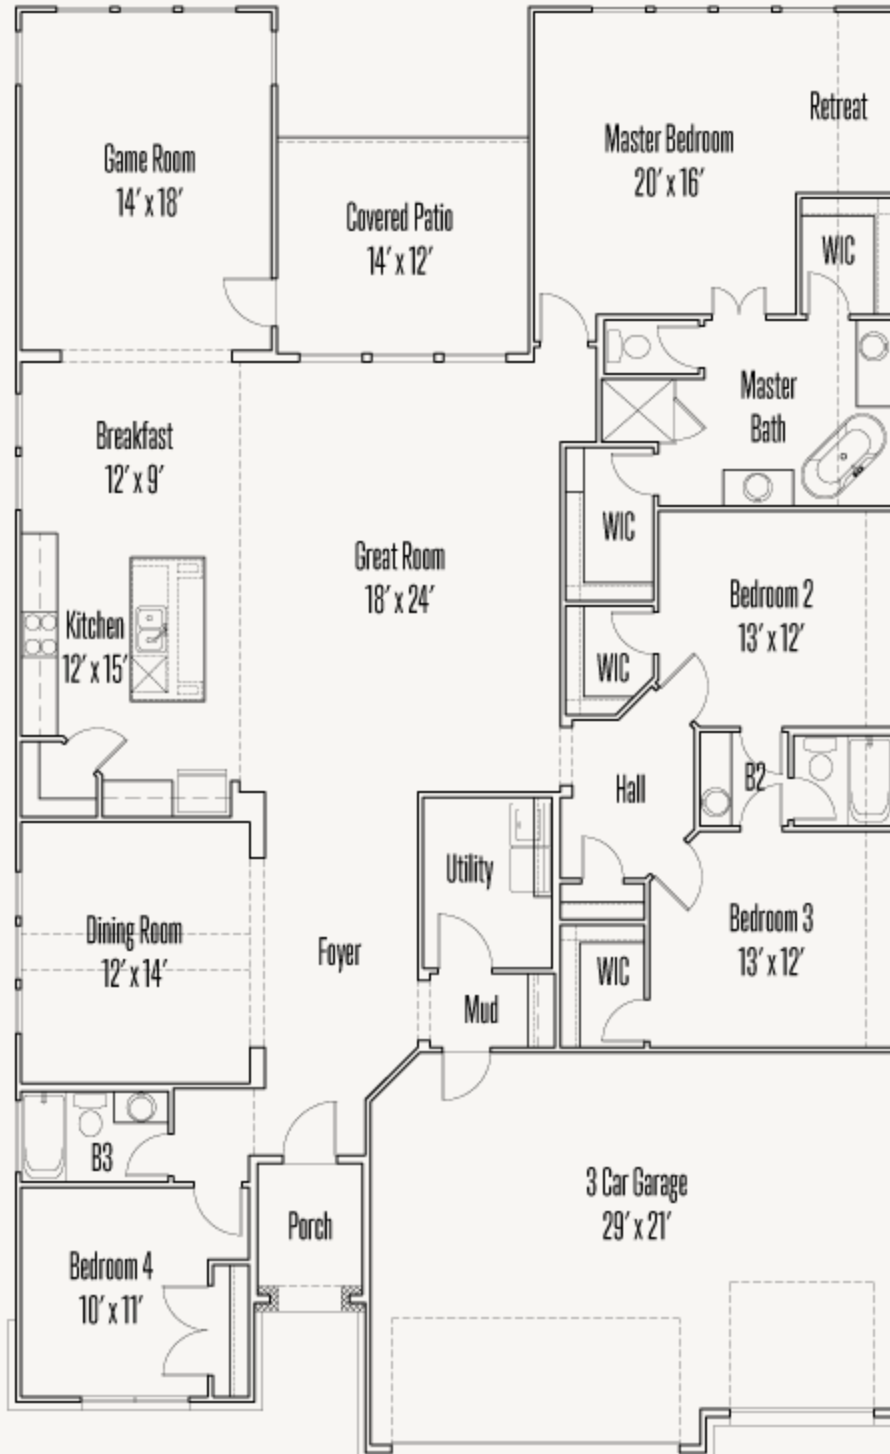 Game Room
14' x 18'
Covered Patio
14' x 12'
Master Bedroom
20' x 16'
Retreat
WIC
Master
Bath
Breakfast
12' x 9'
Great Room
18' x 24'
WIC
Kitchen
12' x 15'
Bedroom 2
13' x 12'
WIC
Hall
B2
Utility
Dining Room
12' x 14'
Foyer
Bedroom 3
13' x 12'
WIC
Mud
B3
3 Car Garage
29' x 21'
Porch
Bedroom 4
10' x 11'